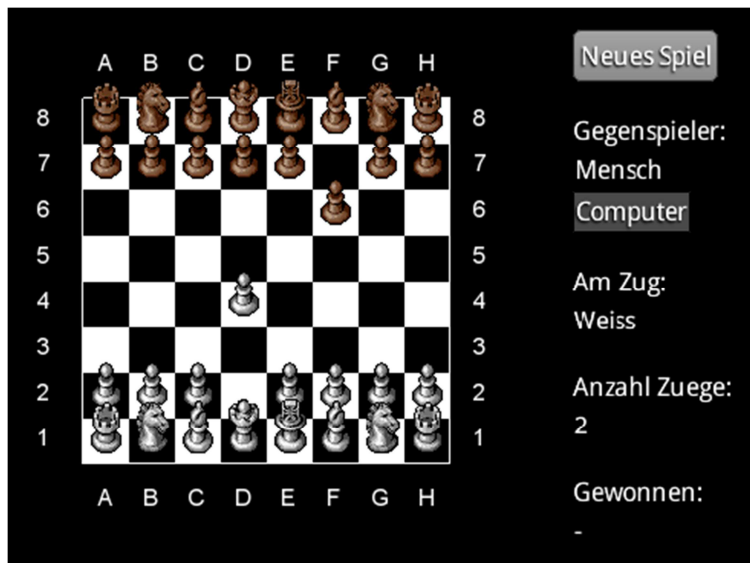 Neues Spiel
A B C D E F G H
8 8
7 7
6 6
5 5
4 4
3 3
2 2
1 1
A B C D E F G H
Gegenspieler:
Mensch
Computer
Am Zug:
Weiss
Anzahl Zuege:
2
Gewonnen:
-